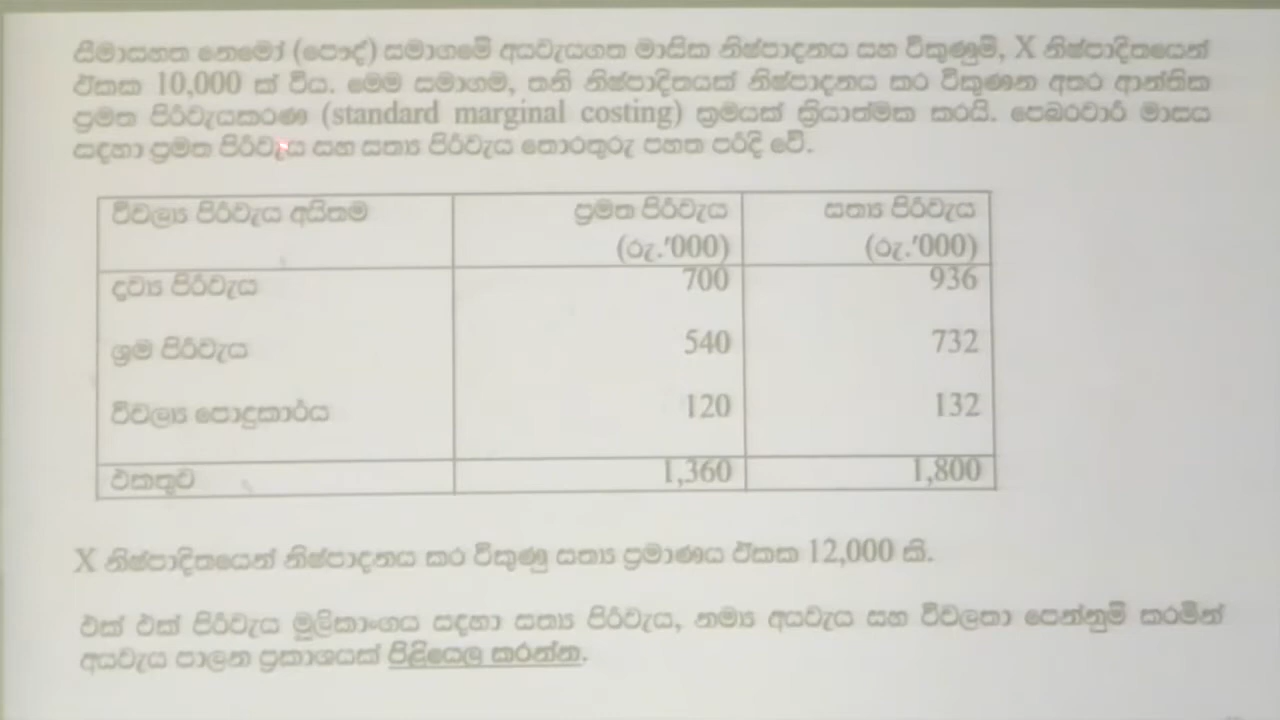 සීමාසහිත නෙමෝ (පෞද්) සමාගමේ අයවැයගත මාසික නිෂ්පාදනය සහ විකුණුම්, X නිෂ්පාදිතයෙන්
ඒකක 10,000 ක් විය. මෙම සමාගම, තනි නිෂ්පාදිතයක් නිෂ්පාදනය කර විකුණන අතර ආන්තික
ප්‍රමත පිරිවැයකරණ (standard marginal costing) ක්‍රමයක් ක්‍රියාත්මක කරයි. පෙබරවාරි මාසය
සඳහා ප්‍රමත පිරිවැය සහ සත්‍ය පිරිවැය තොරතුරු පහත පරිදි වේ.
විචල්‍ය පිරිවැය අයිතම ප්‍රමත පිරිවැය සත්‍ය පිරිවැය
(රු.'000) (රු.'000)
ද්‍රව්‍ය පිරිවැය 700 936
ශ්‍රම පිරිවැය 540 732
විචල්‍ය පොදුකාර්ය 120 132
එකතුව 1,360 1,800
X නිෂ්පාදිතයෙන් නිෂ්පාදනය කර විකුණූ සත්‍ය ප්‍රමාණය ඒකක 12,000 කි.
එක් එක් පිරිවැය මූලිකාංගය සඳහා සත්‍ය පිරිවැය, නම්‍ය අයවැය සහ විචලතා පෙන්නුම් කරමින්
අයවැය පාලන ප්‍රකාශයක් පිළියෙල කරන්න.